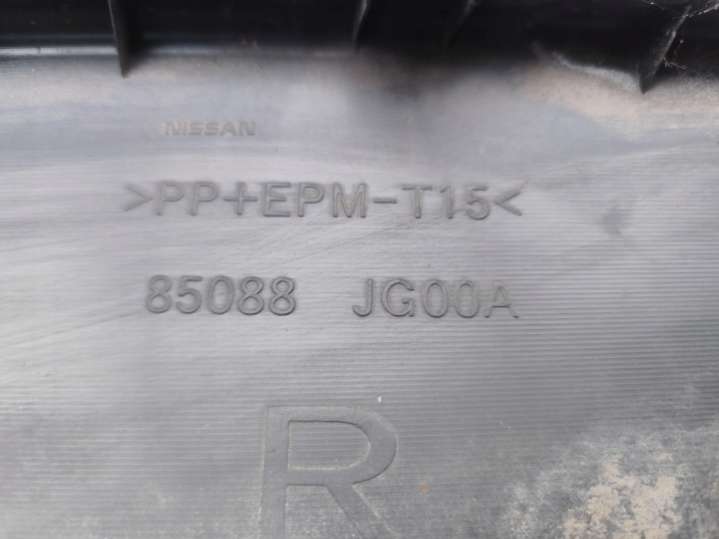 NISSAN
>PP+EPM-T15<
85088 JG00A
R